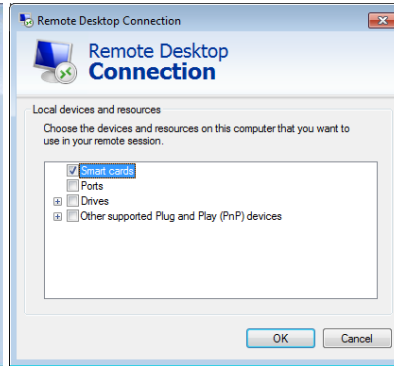 Remote Desktop Connection
Remote Desktop
Connection
Local devices and resources
Choose the devices and resources on this computer that you want to
use in your remote session.
Smart cards
Ports
Drives
Other supported Plug and Play (PnP) devices
OK
Cancel